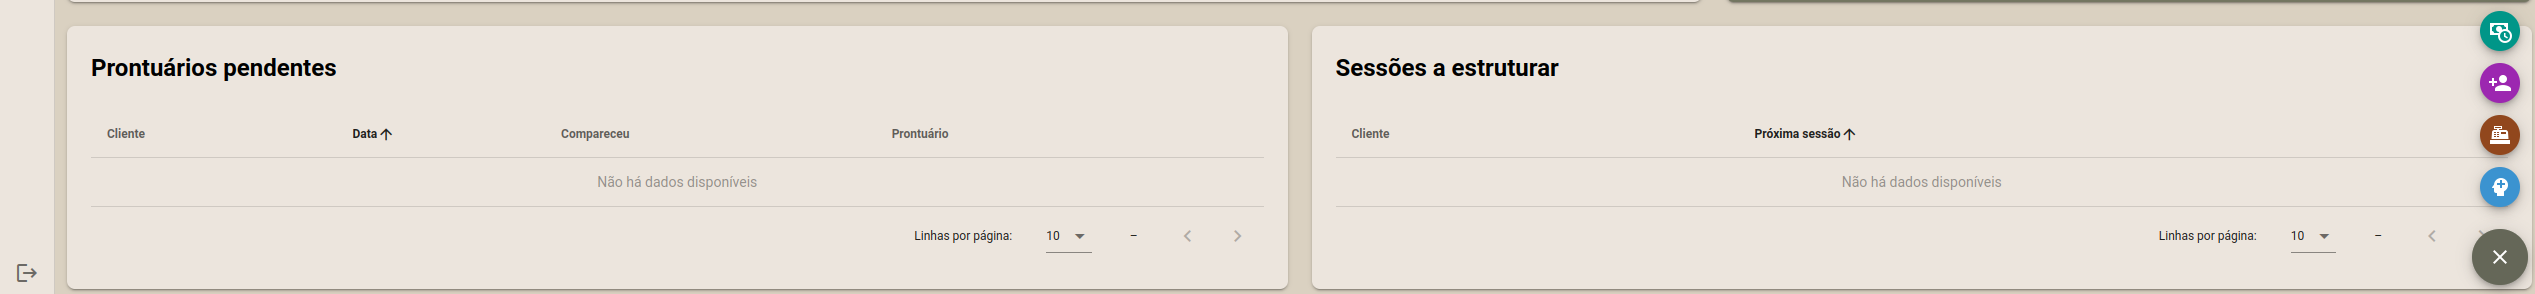 Prontuários pendentes
Cliente Data Compareceu Prontuário
Não há dados disponíveis
Linhas por página: 10 –
Sessões a estruturar
Cliente Próxima sessão
Não há dados disponíveis
Linhas por página: 10 –